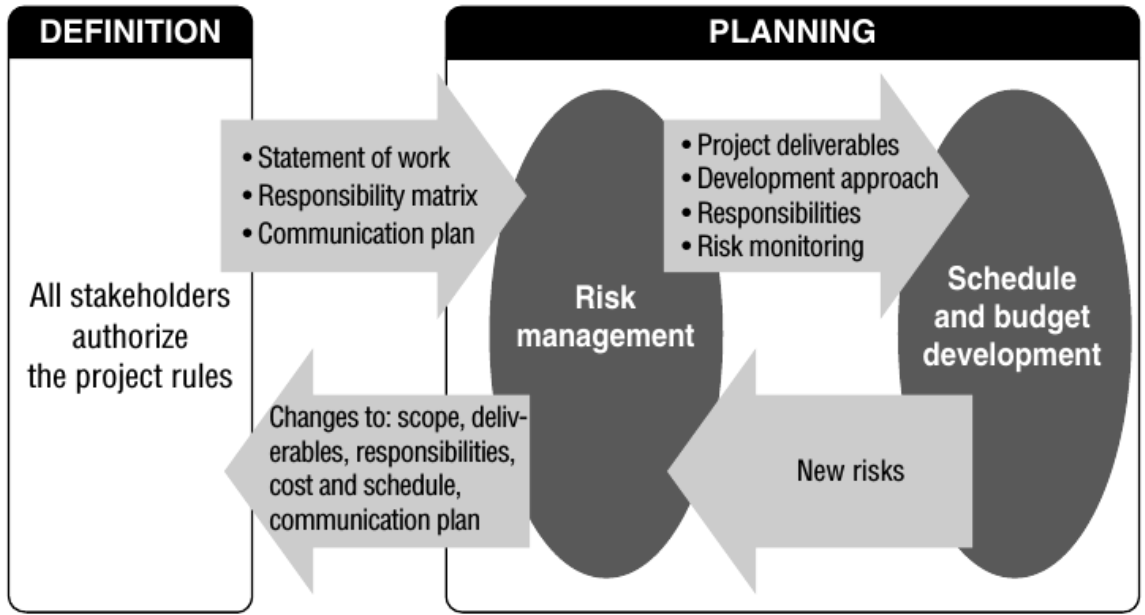 DEFINITION
All stakeholders
authorize
the project rules
• Statement of work
• Responsibility matrix
• Communication plan
Changes to: scope, deliv-
erables, responsibilities,
cost and schedule,
communication plan
PLANNING
Risk
management
• Project deliverables
• Development approach
• Responsibilities
• Risk monitoring
New risks
Schedule
and budget
development